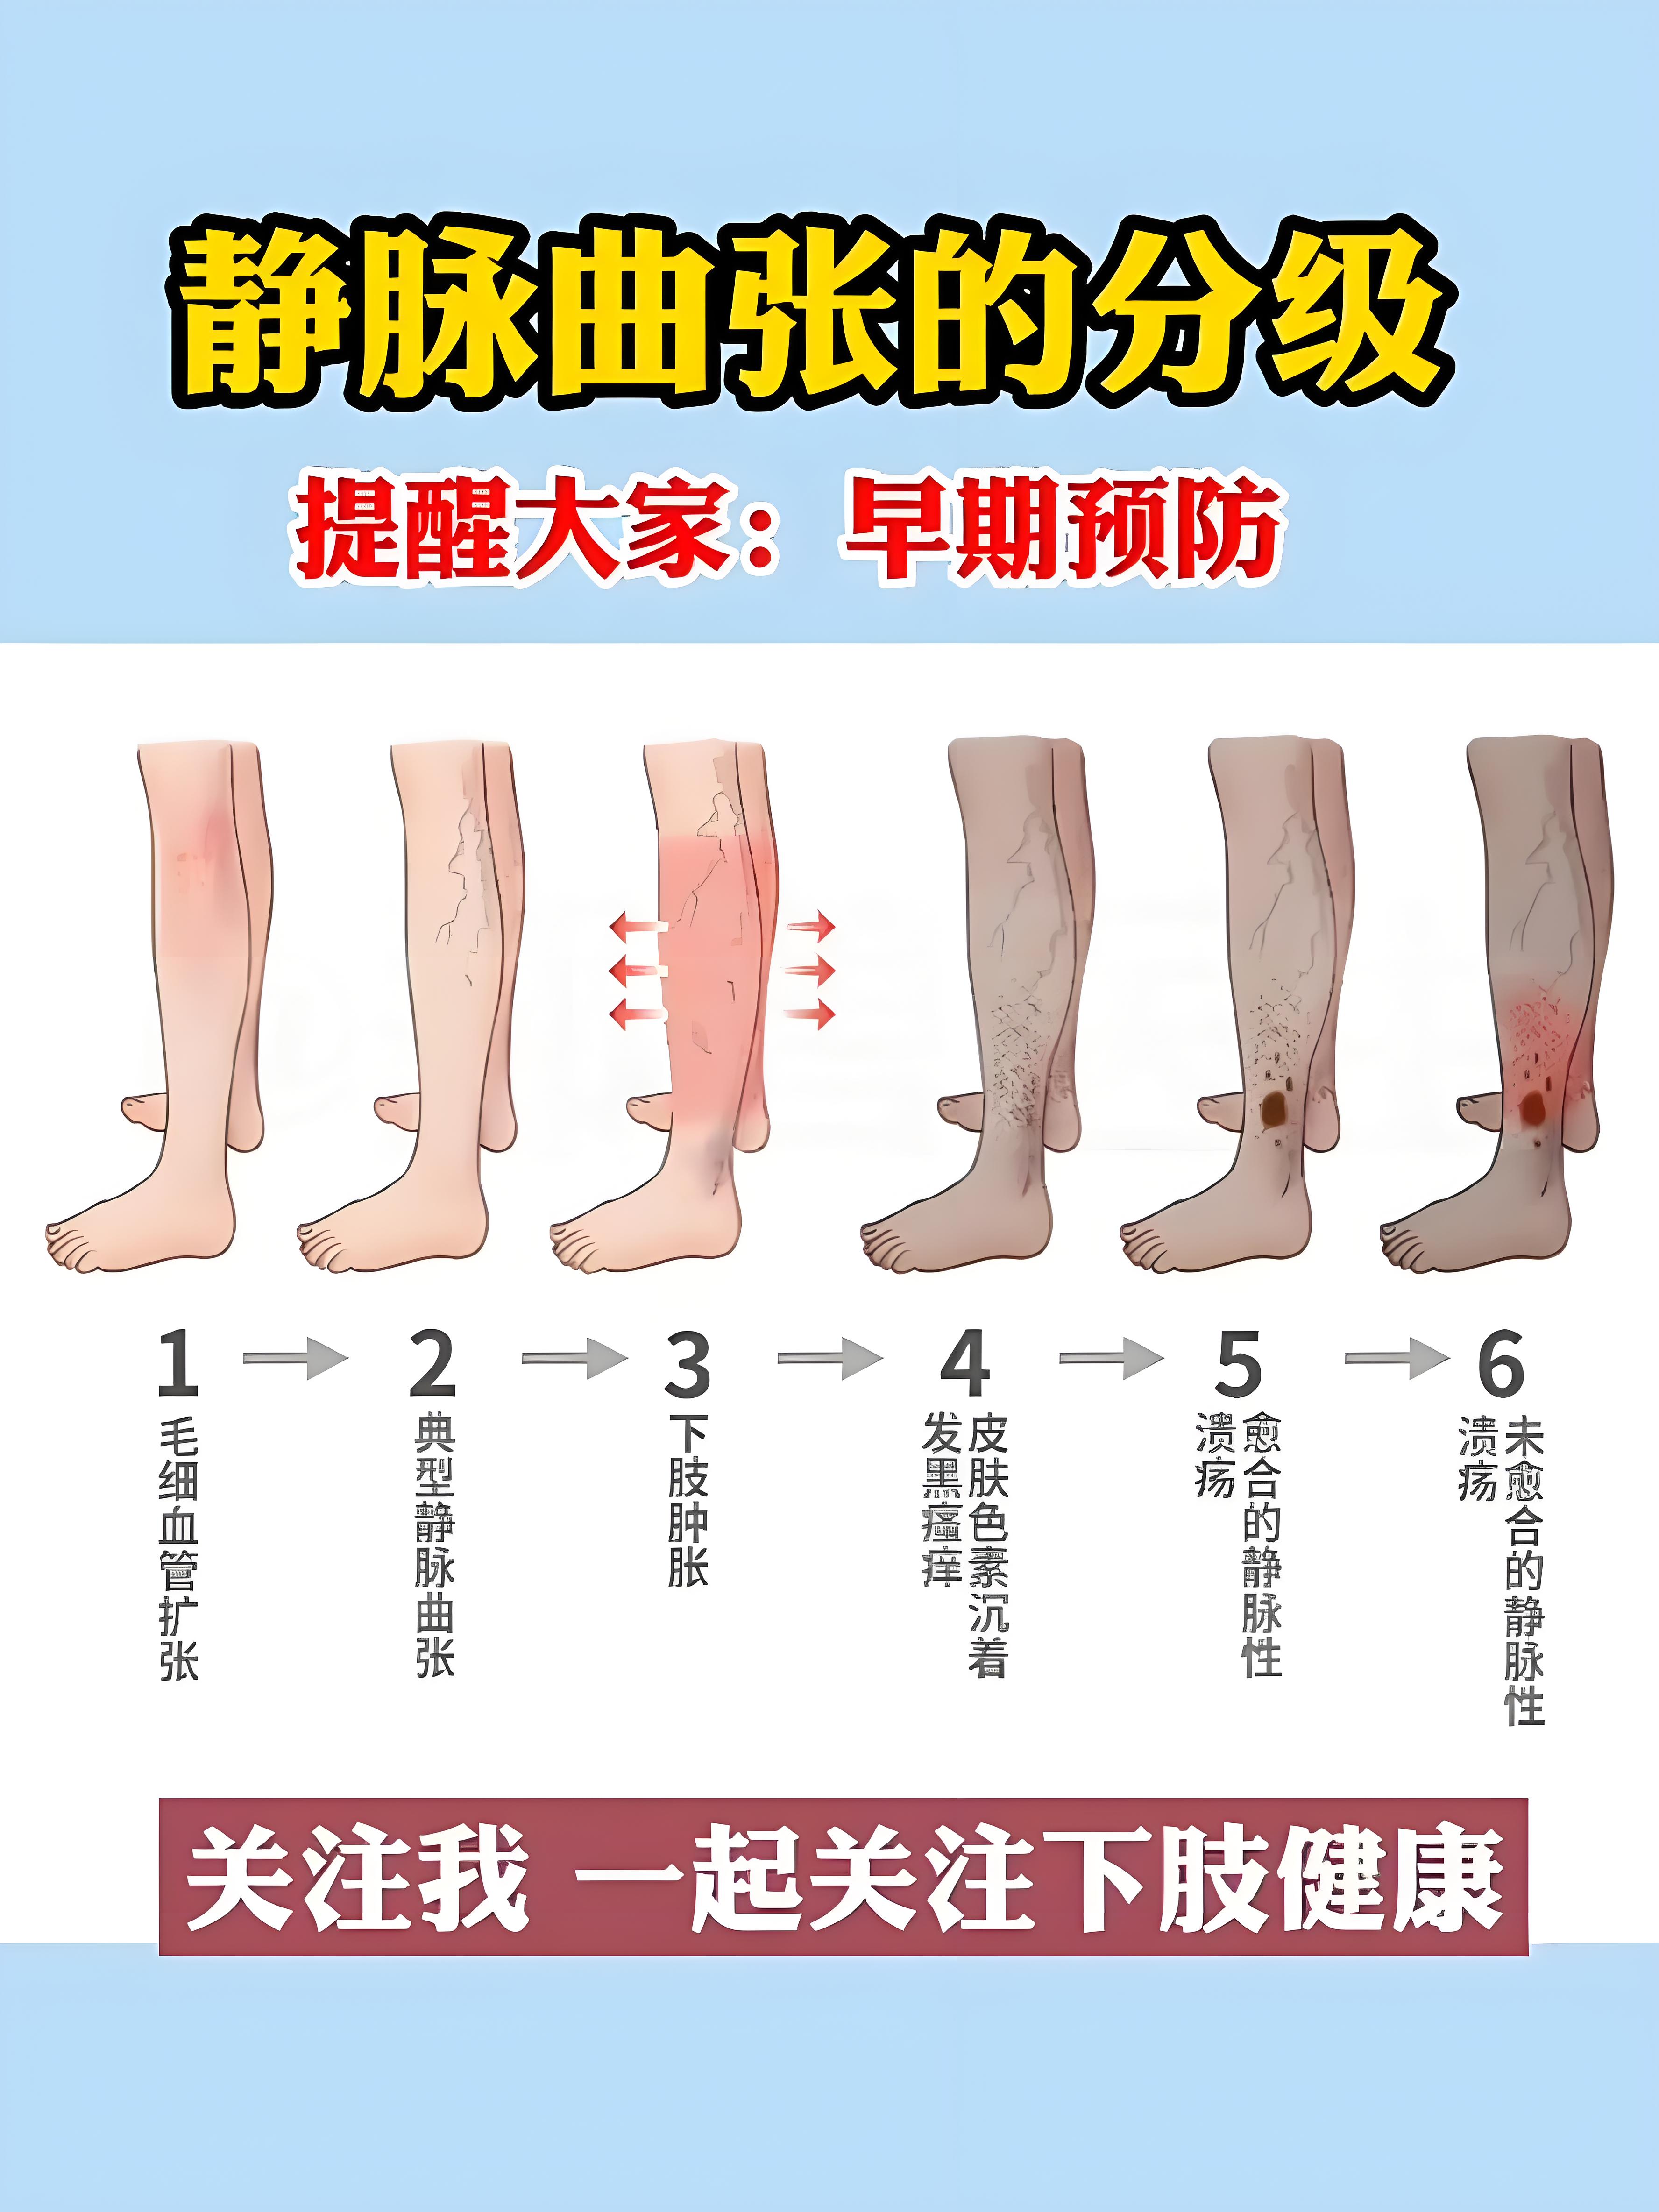 静脉曲张的分级
提醒大家：早期预防
1
毛细血管扩张
2
典型静脉曲张
3
下肢肿胀
4
皮肤色素沉着
发黑瘙痒
5
愈合的静脉性
溃疡
6
未愈合的静脉性
溃疡
关注我 一起关注下肢健康